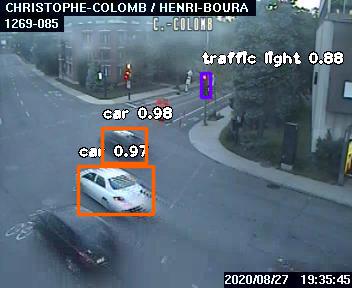 CHRISTOPHE-COLOMB / HENRI-BOURA
1269-085
C.-COLOMB
traffic light 0.88
car 0.98
car 0.97
2020/08/27 19:35:45